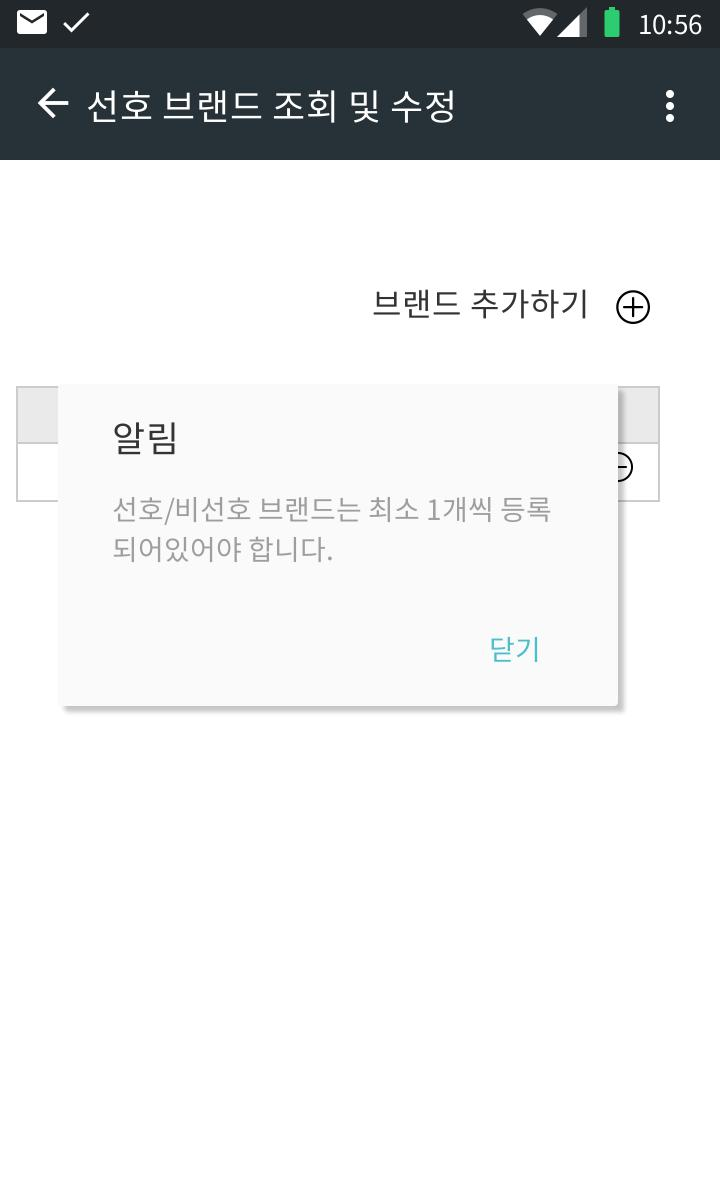 10:56
선호 브랜드 조회 및 수정
브랜드 추가하기
알림
선호/비선호 브랜드는 최소 1개씩 등록
되어있어야 합니다.
닫기